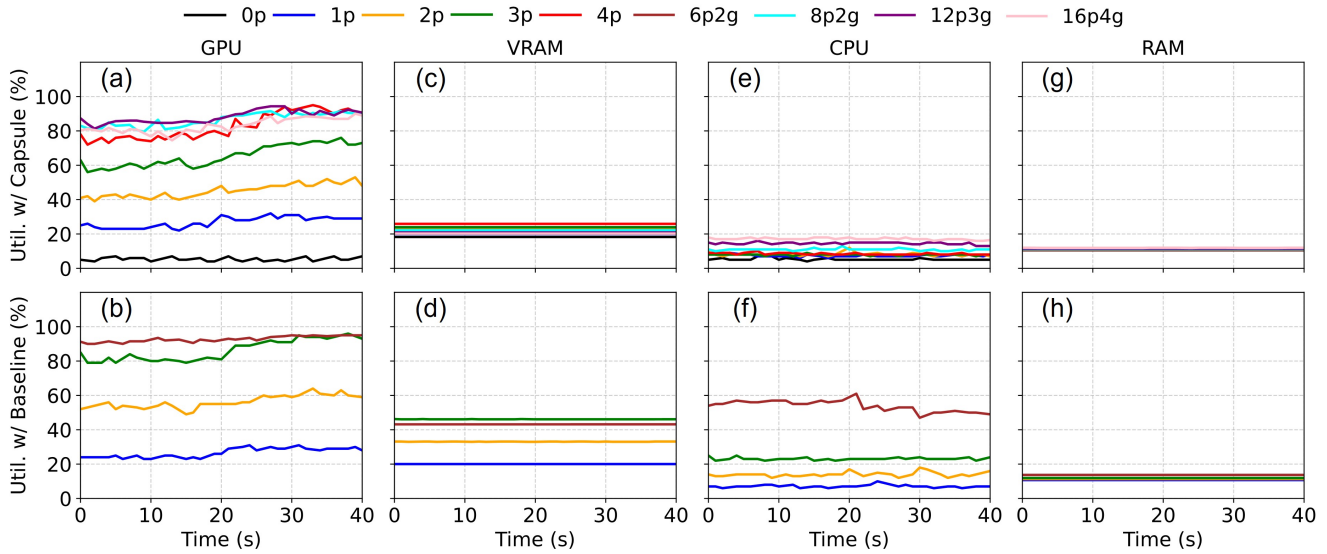 0p 1p 2p 3p 4p 6p2g 8p2g 12p3g 16p4g
GPU VRAM CPU RAM
Util. w/ Capsule (%)
100
80
60
40
20
0
(a) (c) (e) (g)
Util. w/ Baseline (%)
100
80
60
40
20
0
(b) (d) (f) (h)
0 10 20 30 40 0 10 20 30 40 0 10 20 30 40 0 10 20 30 40
Time (s) Time (s) Time (s) Time (s)